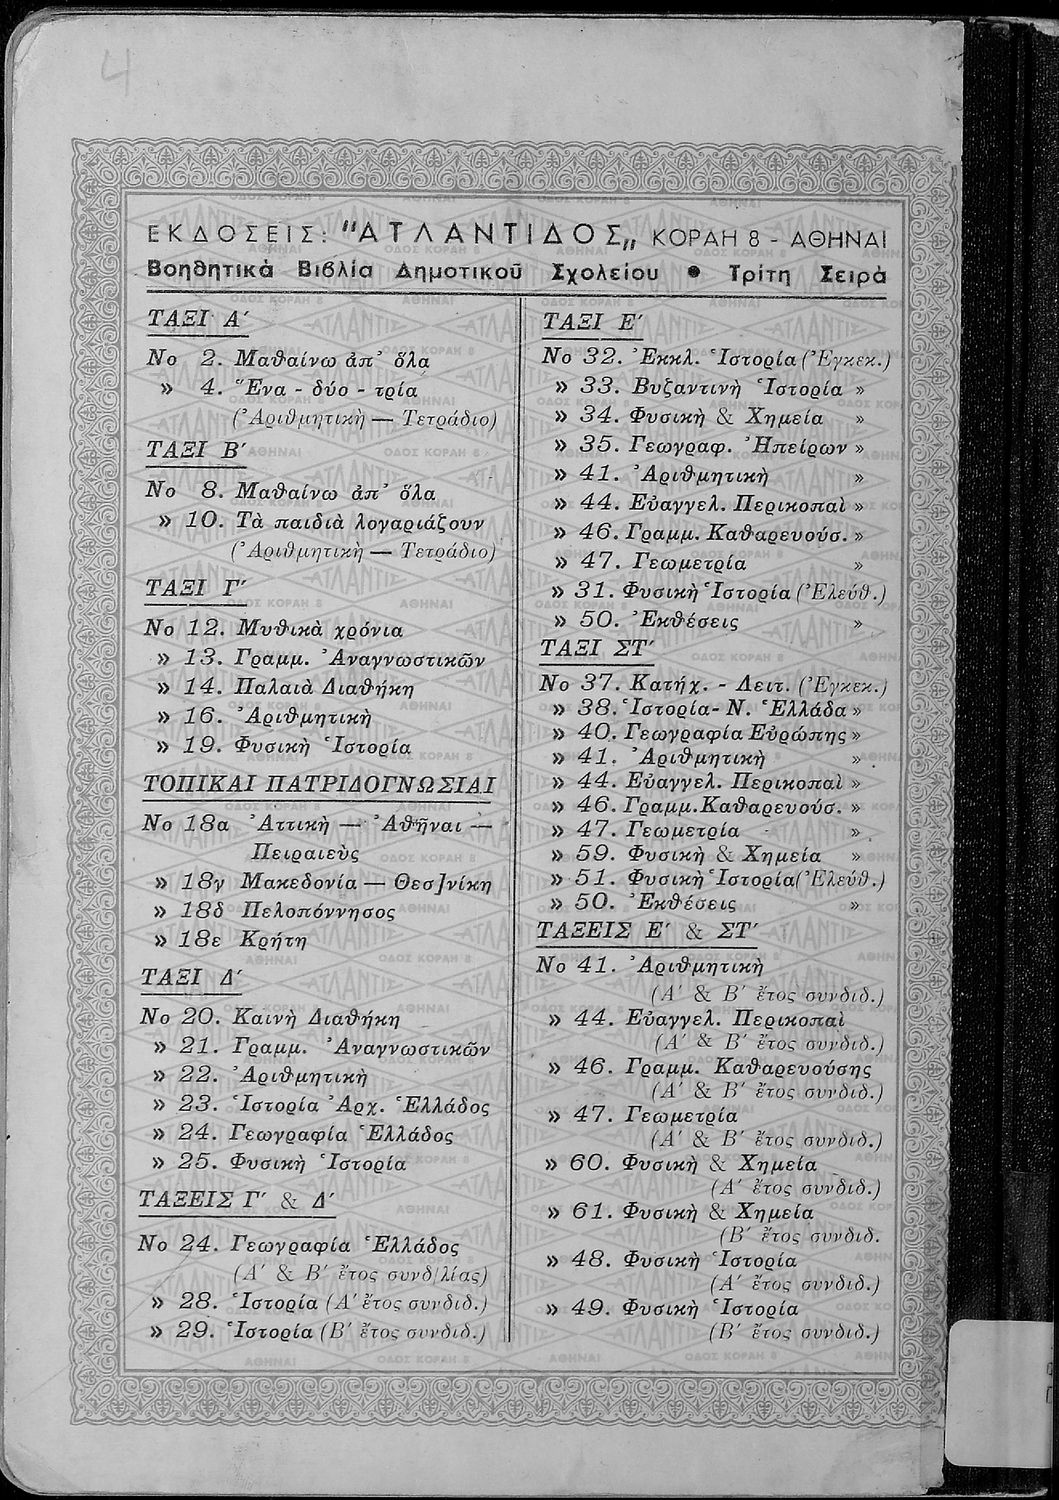 4
ΕΚΔΟΣΕΙΣ: "ΑΤΛΑΝΤΙΔΟΣ„ ΚΟΡΑΗ 8 - ΑΘΗΝΑΙ
Βοηθητικά Βιβλία Δημοτικοῦ Σχολείου • Τρίτη Σειρὰ
ΤΑΞΙ Α΄
Νο 2. Μαθαίνω ἀπ᾿ ὅλα
» 4. Ἕνα - δύο - τρία
(Ἀριθμητικὴ — Τετράδιο)
ΤΑΞΙ Β΄
Νο 8. Μαθαίνω ἀπ᾿ ὅλα
» 10. Τὰ παιδιὰ λογαριάζουν
(Ἀριθμητικὴ — Τετράδιο)
ΤΑΞΙ Γ΄
Νο 12. Μυθικὰ χρόνια
» 13. Γραμμ. Ἀναγνωστικῶν
» 14. Παλαιὰ Διαθήκη
» 16. Ἀριθμητικὴ
» 19. Φυσικὴ Ἱστορία
ΤΟΠΙΚΑΙ ΠΑΤΡΙΔΟΓΝΩΣΙΑΙ
Νο 18α Ἀττικὴ — Ἀθῆναι —
Πειραιεὺς
» 18γ Μακεδονία — Θεσ]νίκη
» 18δ Πελοπόννησος
» 18ε Κρήτη
ΤΑΞΙ Δ΄
Νο 20. Καινὴ Διαθήκη
» 21. Γραμμ. Ἀναγνωστικῶν
» 22. Ἀριθμητικὴ
» 23. Ἱστορία Ἀρχ. Ἑλλάδος
» 24. Γεωγραφία Ἑλλάδος
» 25. Φυσικὴ Ἱστορία
ΤΑΞΕΙΣ Γ΄ & Δ΄
Νο 24. Γεωγραφία Ἑλλάδος
(Α΄ & Β΄ ἔτος συνδ/λίας)
» 28. Ἱστορία (Α΄ ἔτος συνδιδ.)
» 29. Ἱστορία (Β΄ ἔτος συνδιδ.)
ΤΑΞΙ Ε΄
Νο 32. Ἐκκλ. Ἱστορία (Ἐγκεκ.)
» 33. Βυζαντινὴ Ἱστορία »
» 34. Φυσικὴ & Χημεία »
» 35. Γεωγραφ. Ἠπείρων »
» 41. Ἀριθμητικὴ »
» 44. Εὐαγγελ. Περικοπαὶ »
» 46. Γραμμ. Καθαρευούσ. »
» 47. Γεωμετρία »
» 31. Φυσικὴ Ἱστορία (Ἐλεύθ.)
» 50. Ἐκθέσεις »
ΤΑΞΙ ΣΤ΄
Νο 37. Κατήχ. - Λειτ. (Ἐγκεκ.)
» 38. Ἱστορία - Ν. Ἑλλάδα »
» 40. Γεωγραφία Εὐρώπης »
» 41. Ἀριθμητικὴ »
» 44. Εὐαγγελ. Περικοπαὶ »
» 46. Γραμμ. Καθαρευούσ. »
» 47. Γεωμετρία »
» 59. Φυσικὴ & Χημεία »
» 51. Φυσικὴ Ἱστορία (Ἐλεύθ.)
» 50. Ἐκθέσεις »
ΤΑΞΕΙΣ Ε΄ & ΣΤ΄
Νο 41. Ἀριθμητικὴ
(Α΄ & Β΄ ἔτος συνδιδ.)
» 44. Εὐαγγελ. Περικοπαὶ
(Α΄ & Β΄ ἔτος συνδιδ.)
» 46. Γραμμ. Καθαρευούσης
(Α΄ & Β΄ ἔτος συνδιδ.)
» 47. Γεωμετρία
(Α΄ & Β΄ ἔτος συνδιδ.)
» 60. Φυσικὴ & Χημεία
(Α΄ ἔτος συνδιδ.)
» 61. Φυσικὴ & Χημεία
(Β΄ ἔτος συνδιδ.
» 48. Φυσικὴ Ἱστορία
(Α΄ ἔτος συνδιδ.)
» 49. Φυσικὴ Ἱστορία
(Β΄ ἔτος συνδιδ.)